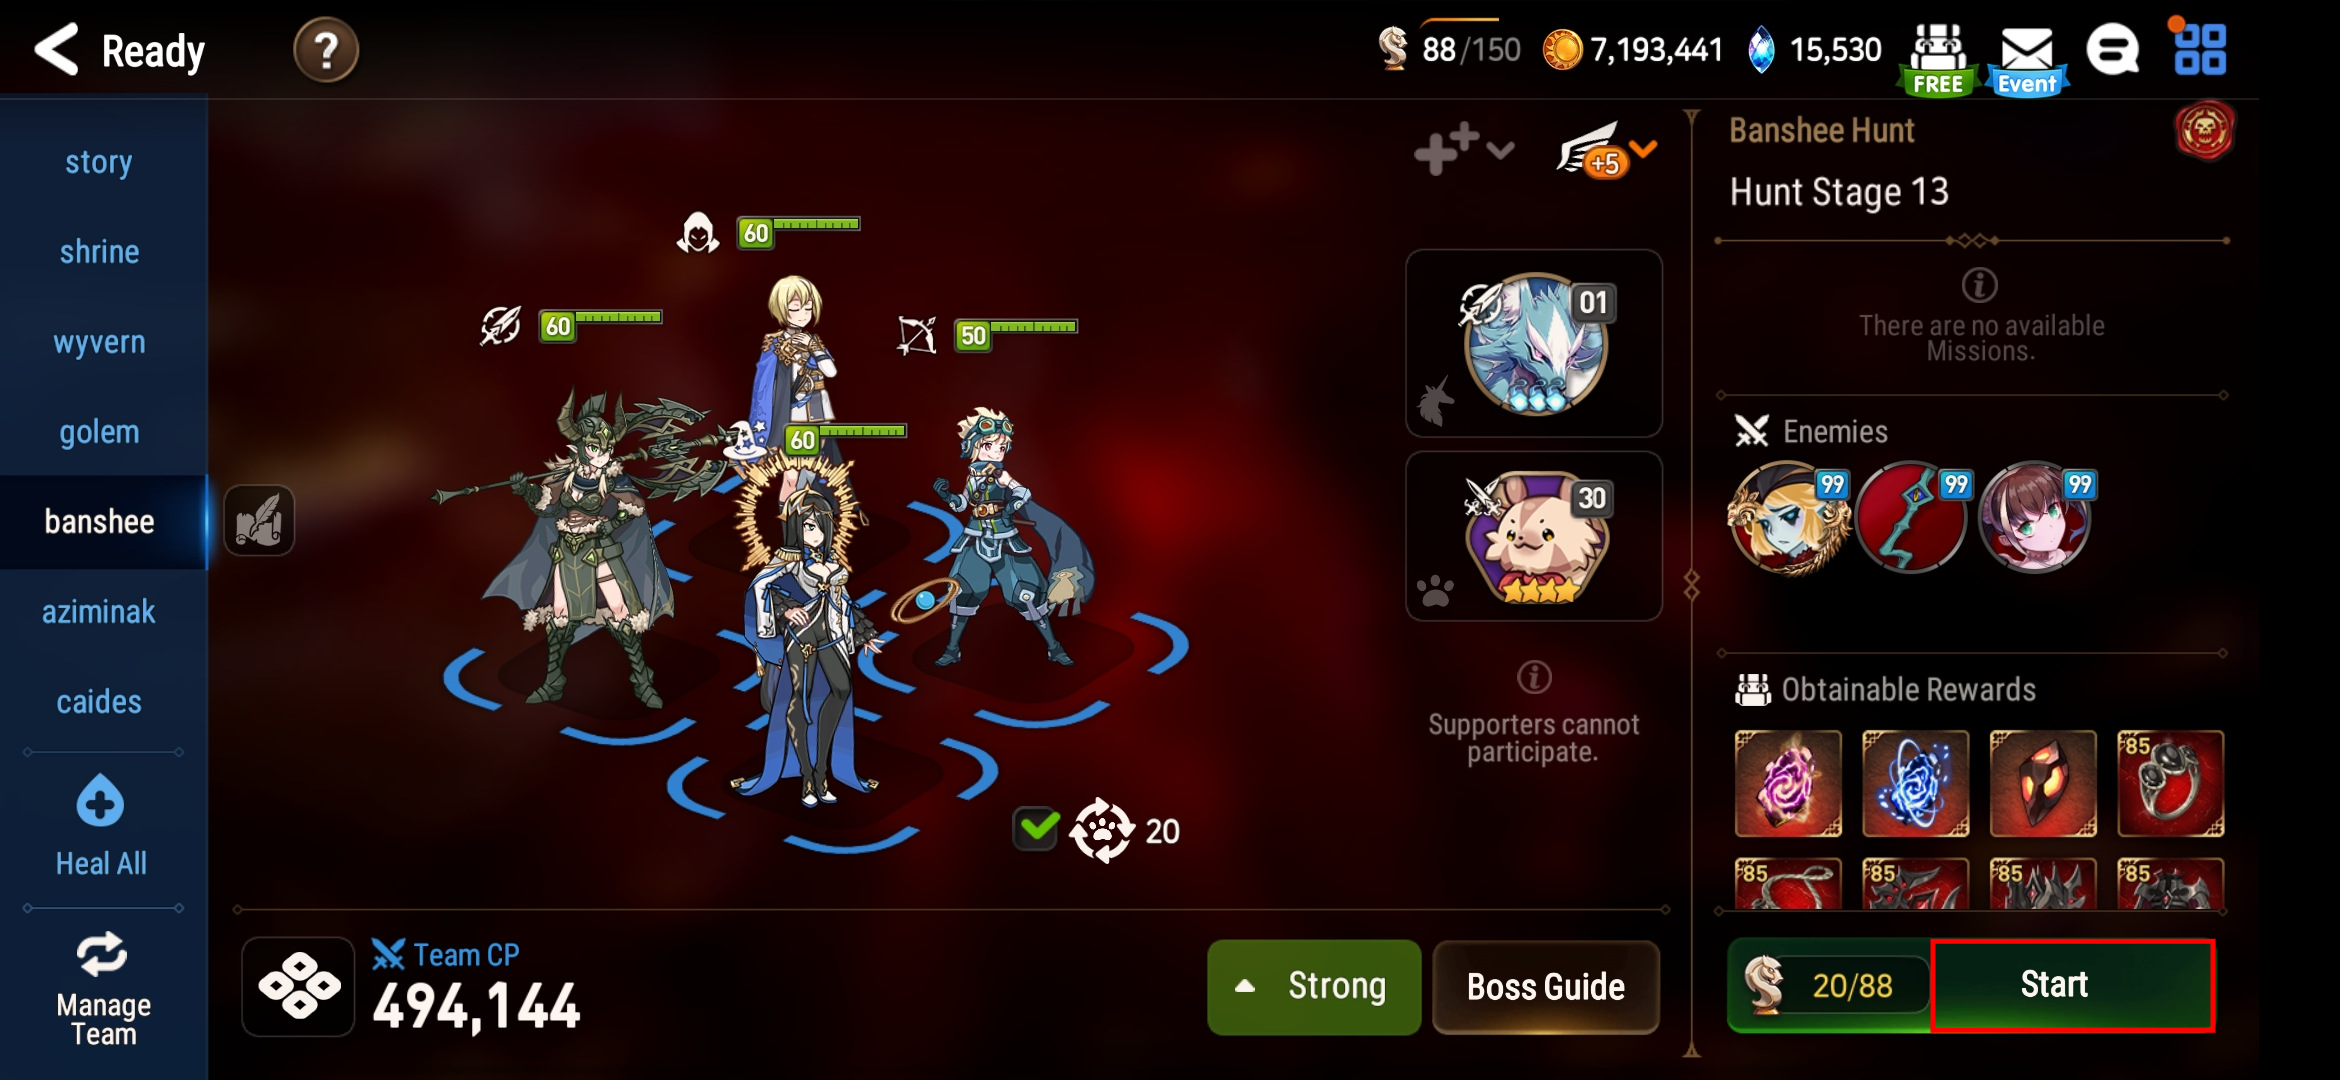 Ready
?
88/150
7,193,441
15,530
FREE
Event
story
shrine
wyvern
golem
banshee
aziminak
caides
Heal All
Manage
Team
60
60
50
60
20
+5
01
30
Supporters cannot
participate.
Banshee Hunt
Hunt Stage 13
There are no available
Missions.
Enemies
99
99
99
Obtainable Rewards
85
85
85
85
85
Team CP
494,144
Strong
Boss Guide
20/88
Start